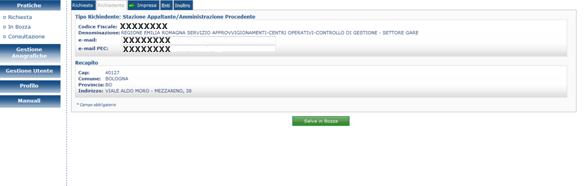 Pratiche
Richiesta
In Bozza
Consultazione
Gestione
Anagrafiche
Gestione Utente
Profilo
Manuali
Richiesta Richiedente Impresa Enti Ins/Inv
Tipo Richiedente: Stazione Appaltante/Amministrazione Procedente
Codice Fiscale: XXXXXXXX
Denominazione: REGIONE EMILIA ROMAGNA SERVIZIO APPROVVIGIONAMENTI-CENTRI OPERATIVI-CONTROLLO DI GESTIONE - SETTORE GARE
e-mail: XXXXXXXX
e-mail PEC: XXXXXXXX
Recapito
Cap: 40127
Comune: BOLOGNA
Provincia: BO
Indirizzo: VIALE ALDO MORO - MEZZANINO, 38
* Campo obbligatorio
Salva in Bozza